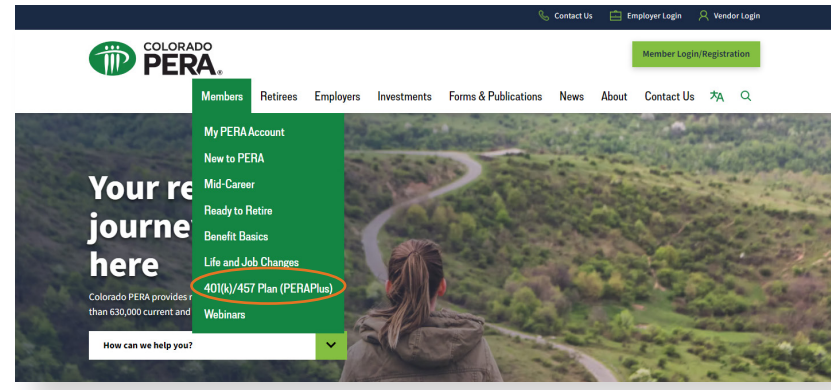 Contact Us Employer Login Vendor Login
COLORADO
PERA®
Member Login/Registration
Members Retirees Employers Investments Forms & Publications News About Contact Us 文A
My PERA Account
New to PERA
Mid-Career
Ready to Retire
Benefit Basics
Life and Job Changes
401(k)/457 Plan (PERAPlus)
Webinars
Your re
journe
here
Colorado PERA provides r
than 630,000 current and
How can we help you?